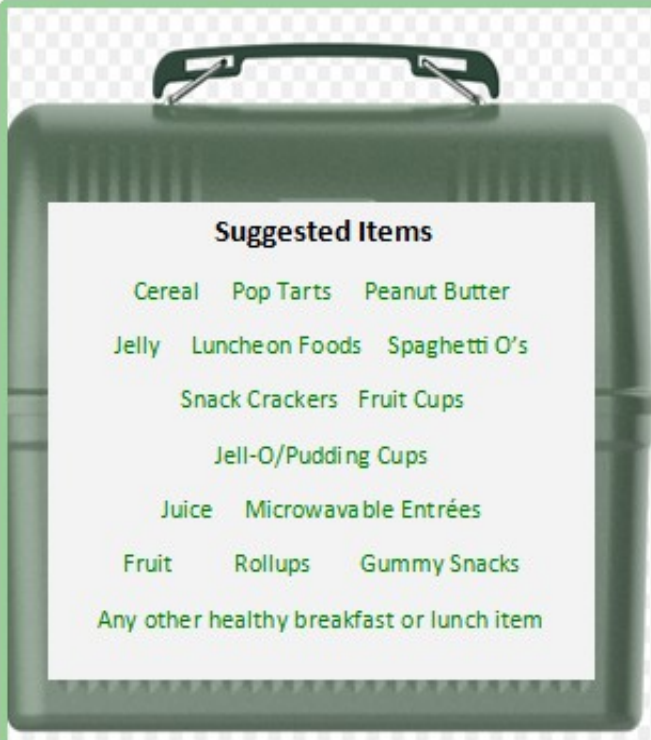 Suggested Items
Cereal Pop Tarts Peanut Butter
Jelly Luncheon Foods Spaghetti O's
Snack Crackers Fruit Cups
Jell-O/Pudding Cups
Juice Microwavable Entrées
Fruit Rollups Gummy Snacks
Any other healthy breakfast or lunch item